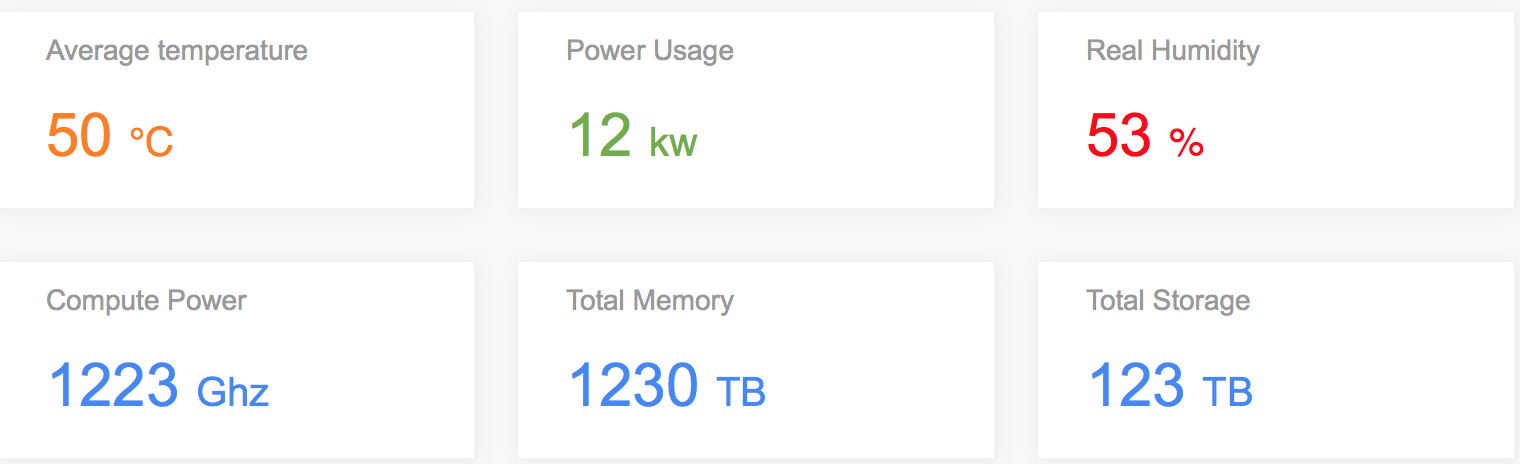 Average temperature
50 °C
Power Usage
12 kw
Real Humidity
53 %
Compute Power
1223 Ghz
Total Memory
1230 TB
Total Storage
123 TB